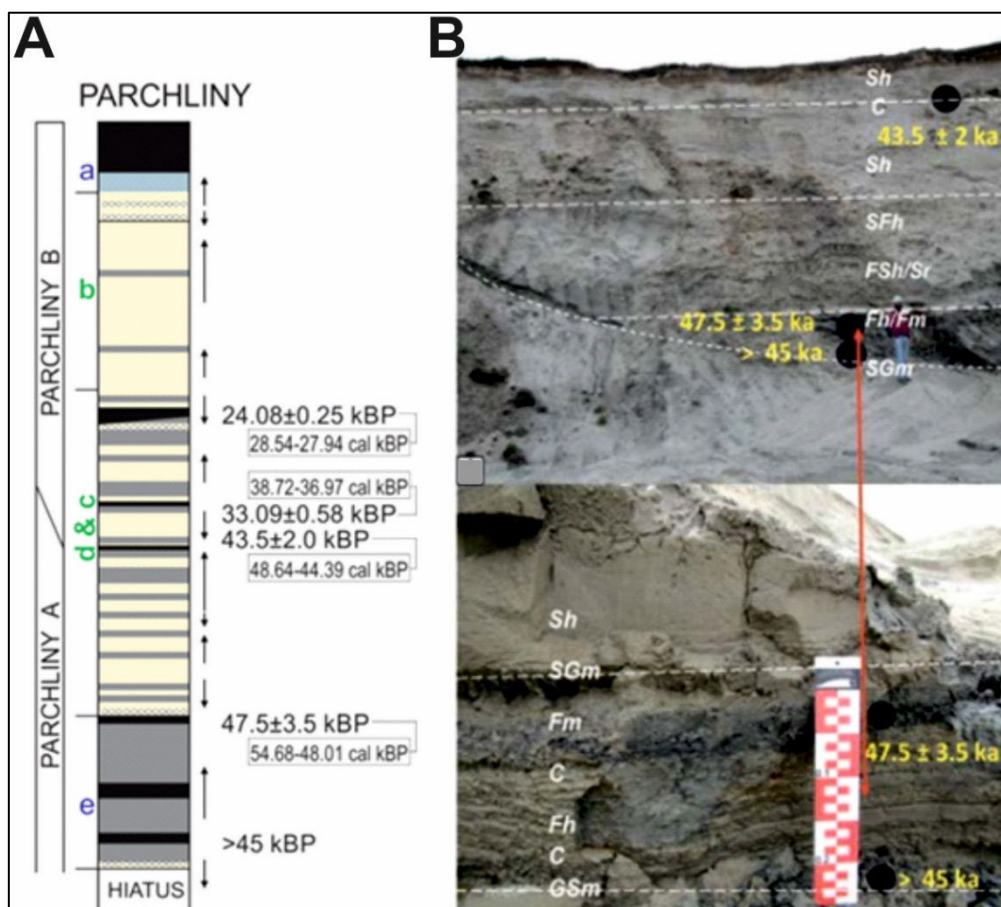 A
PARCHLINY
PARCHLINY B
PARCHLINY A
a
b
d & c
e
24.08±0.25 kBP
28.54-27.94 cal kBP
38.72-36.97 cal kBP
33.09±0.58 kBP
43.5±2.0 kBP
48.64-44.39 cal kBP
47.5±3.5 kBP
54.68-48.01 cal kBP
>45 kBP
HIATUS
B
Sh
C
43.5 ± 2 ka
Sh
SFh
FSh/Sr
Fh/Fm
47.5 ± 3.5 ka
> 45 ka
SGm
Sh
SGm
Fm
47.5 ± 3.5 ka
C
Fh
C
GSm
> 45 ka